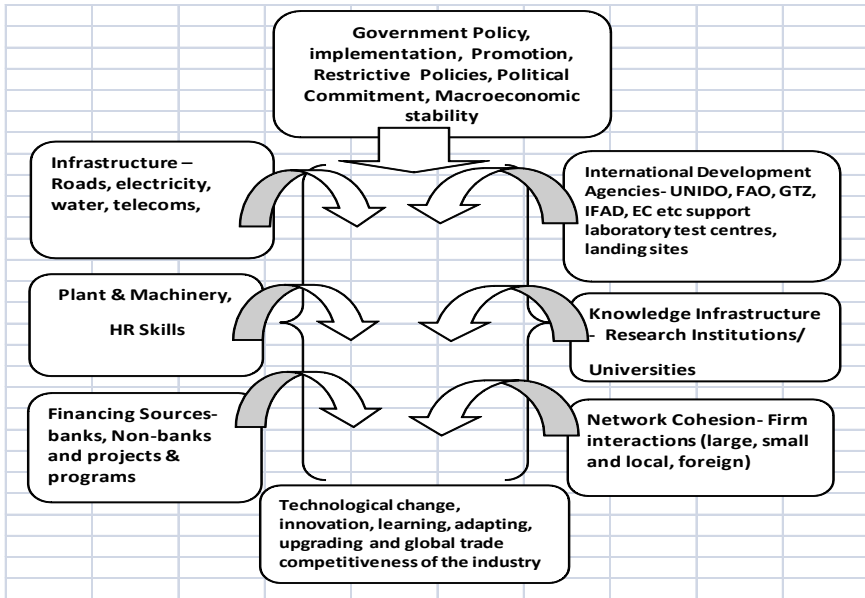 Government Policy,
implementation, Promotion,
Restrictive Policies, Political
Commitment, Macroeconomic
stability
Infrastructure –
Roads, electricity,
water, telecoms,
International Development
Agencies- UNIDO, FAO, GTZ,
IFAD, EC etc support
laboratory test centres,
landing sites
Plant & Machinery,
HR Skills
Knowledge Infrastructure
- Research Institutions/
Universities
Financing Sources-
banks, Non-banks
and projects &
programs
Network Cohesion- Firm
interactions (large, small
and local, foreign)
Technological change,
innovation, learning, adapting,
upgrading and global trade
competitiveness of the industry